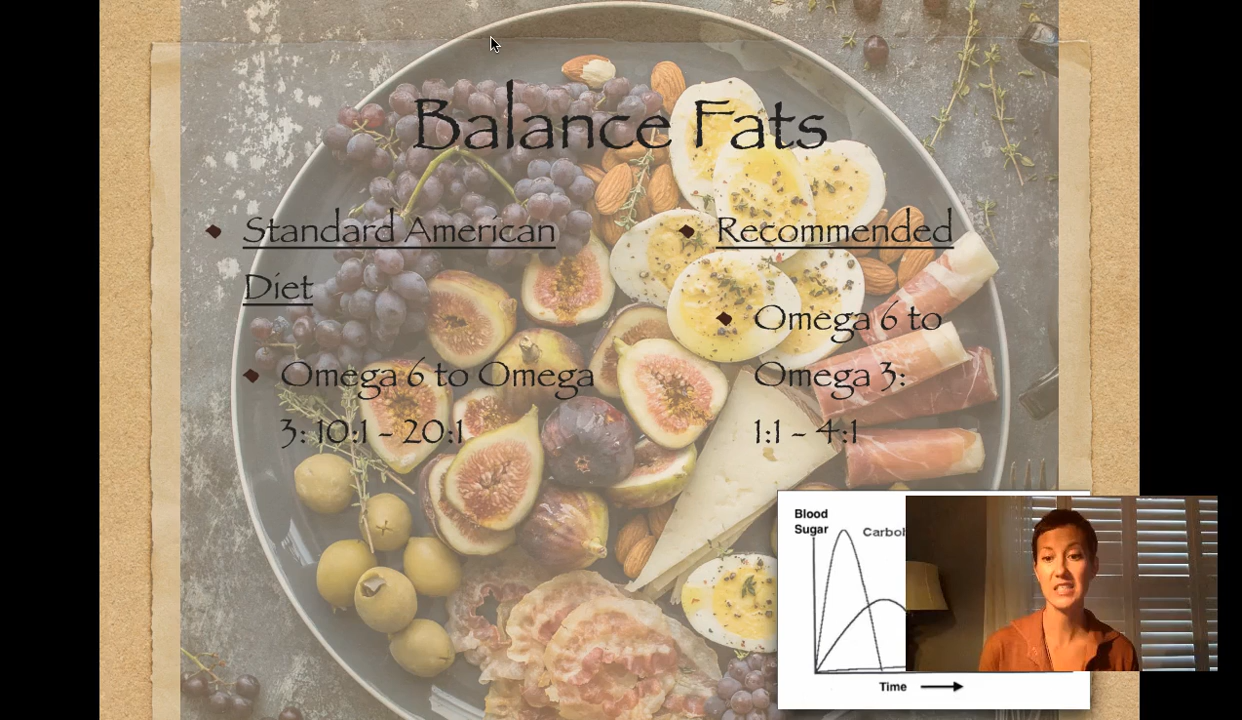 Balance Fats
Standard American
Diet
Omega 6 to Omega
3: 10:1 - 20:1
Recommended
Omega 6 to
Omega 3:
1:1 - 4:1
Blood
Sugar
Time